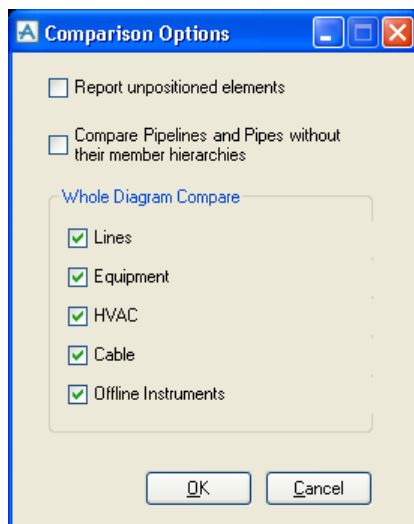 Comparison Options
Report unpositioned elements
Compare Pipelines and Pipes without
their member hierarchies
Whole Diagram Compare
Lines
Equipment
HVAC
Cable
Offline Instruments
OK
Cancel